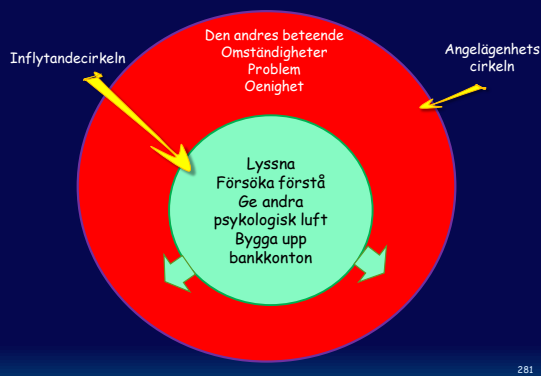 Inflytandecirkeln
Den andres beteende
Omständigheter
Problem
Oenighet
Angelägenhets
cirkeln
Lyssna
Försöka förstå
Ge andra
psykologisk luft
Bygga upp
bankkonton
281